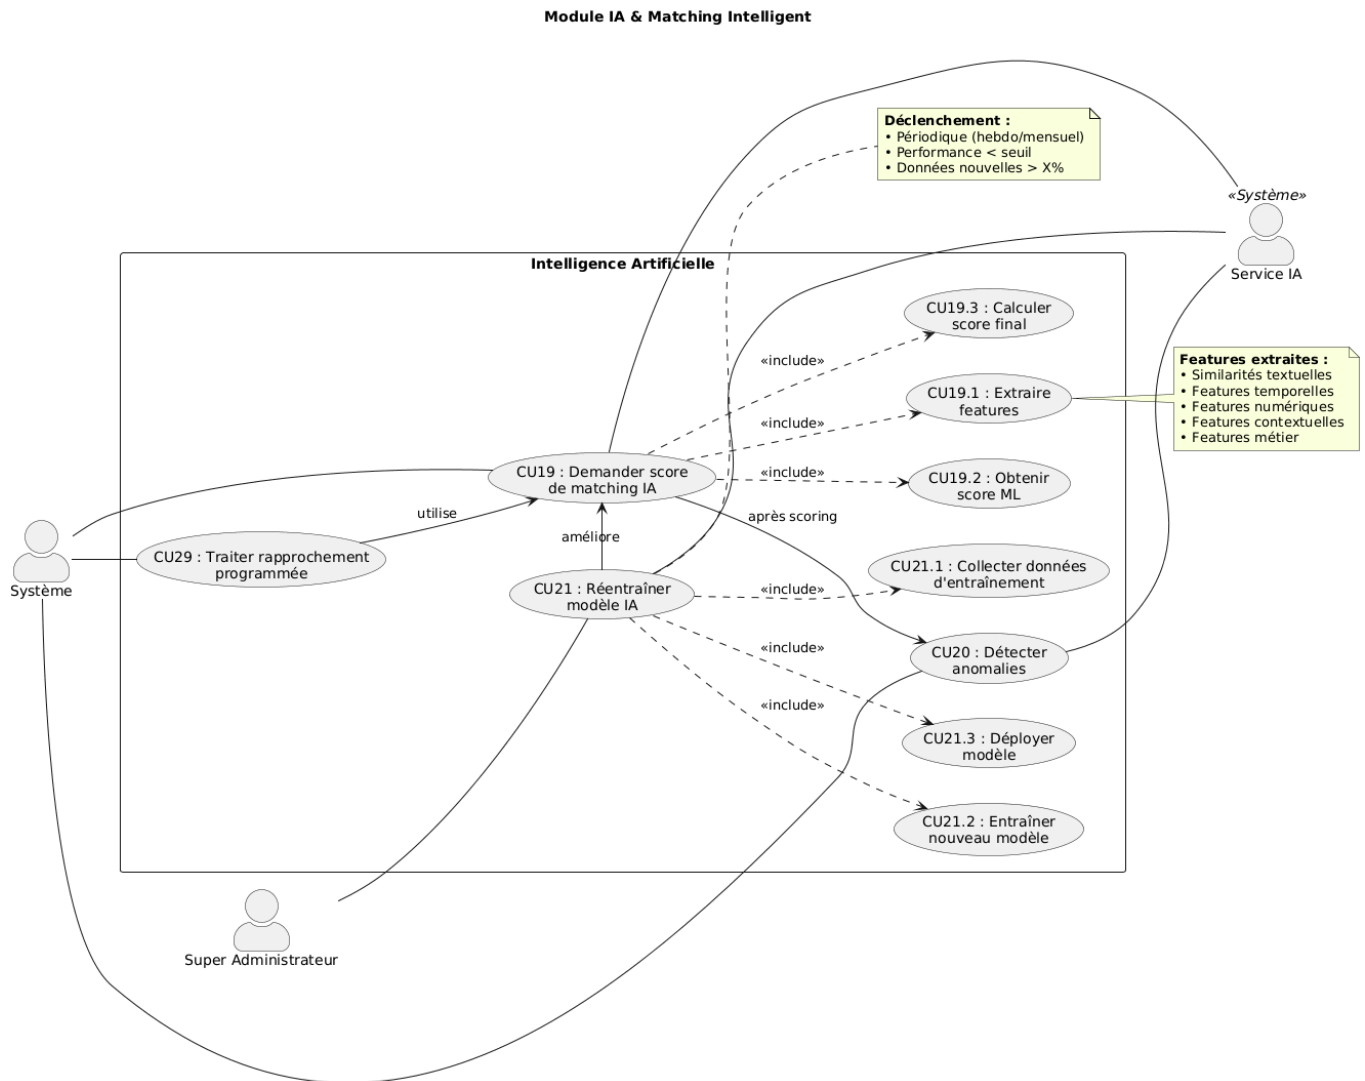 Module IA & Matching Intelligent
Déclenchement :
• Périodique (hebdo/mensuel)
• Performance < seuil
• Données nouvelles > X%
«Système»
Service IA
Intelligence Artificielle
CU19.3 : Calculer
score final
«include»
Features extraites :
• Similarités textuelles
• Features temporelles
• Features numériques
• Features contextuelles
• Features métier
CU19.1 : Extraire
features
«include»
CU19 : Demander score
de matching IA
«include»
CU19.2 : Obtenir
score ML
utilise
après scoring
améliore
Système
CU29 : Traiter rapprochement
programmée
CU21 : Réentraîner
modèle IA
«include»
CU21.1 : Collecter données
d'entraînement
«include»
CU20 : Détecter
anomalies
«include»
CU21.3 : Déployer
modèle
CU21.2 : Entraîner
nouveau modèle
Super Administrateur